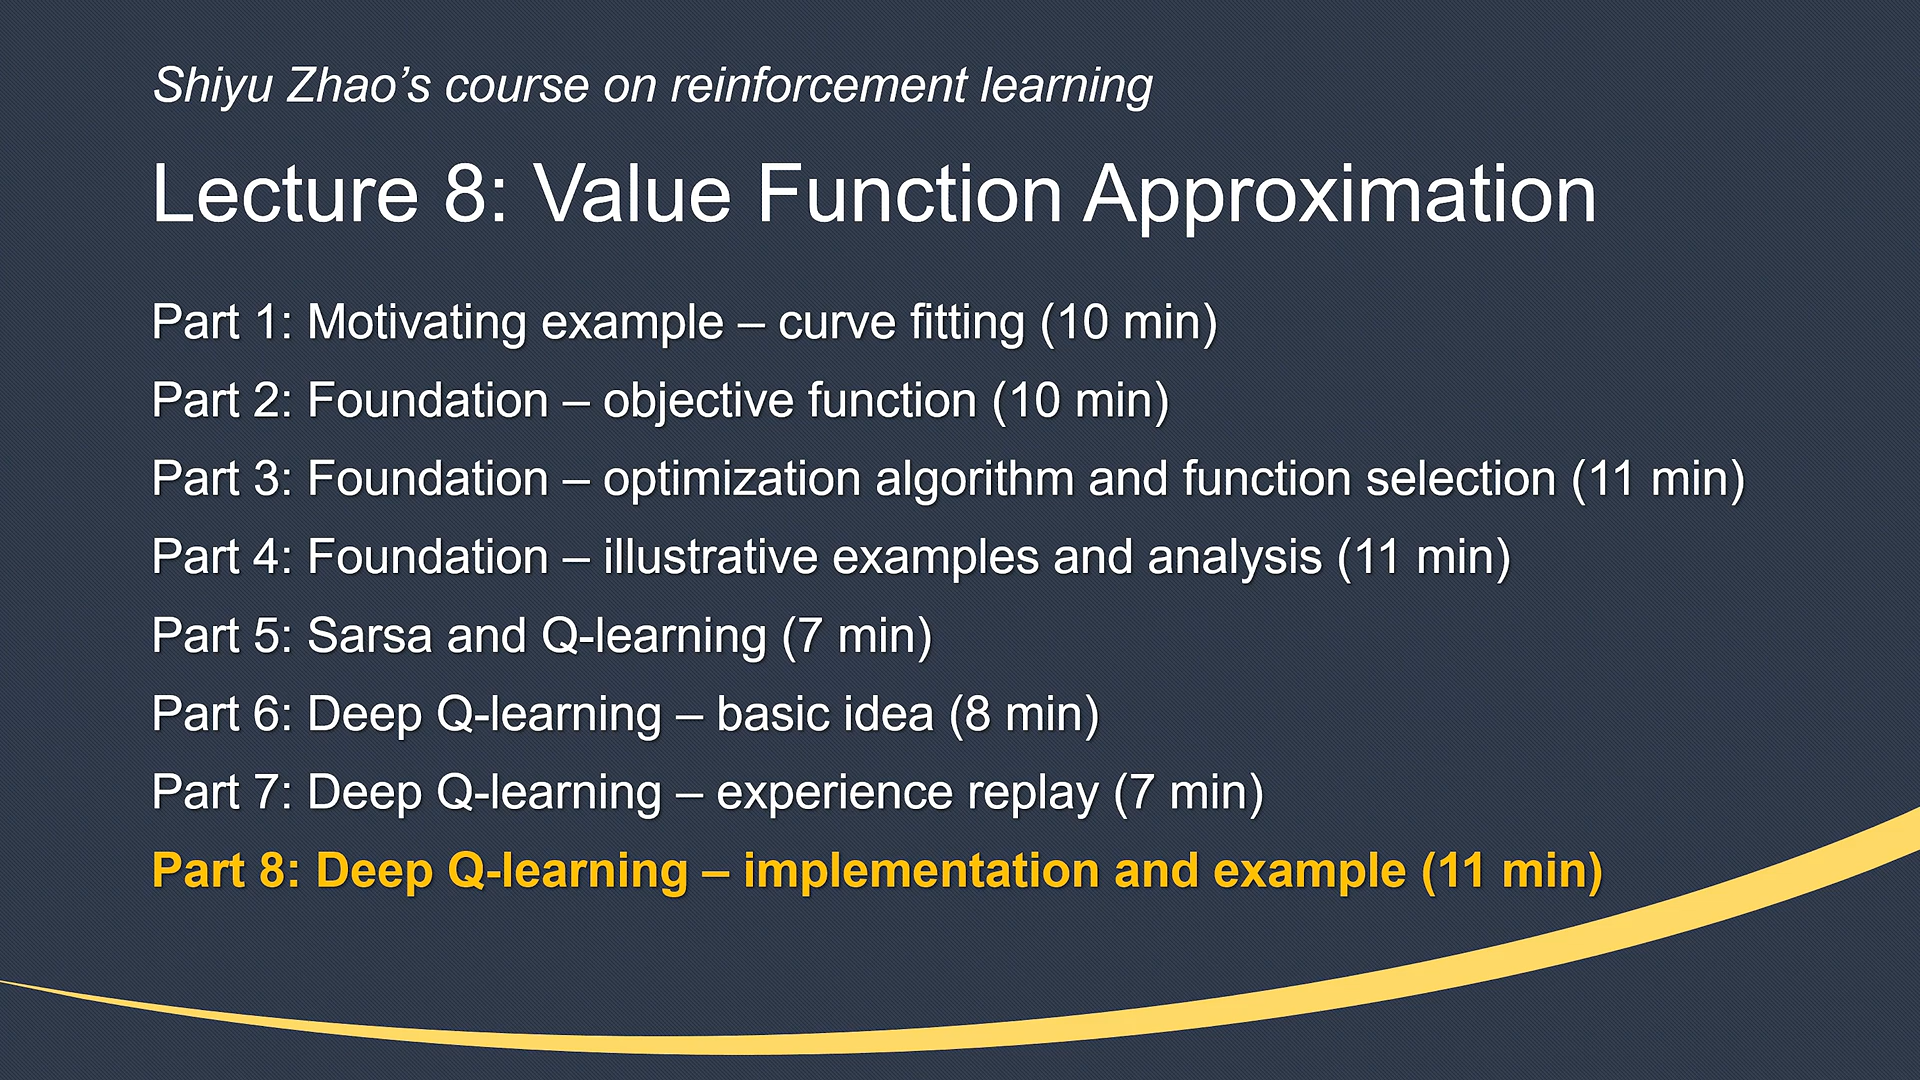 Shiyu Zhao’s course on reinforcement learning
Lecture 8: Value Function Approximation
Part 1: Motivating example – curve fitting (10 min)
Part 2: Foundation – objective function (10 min)
Part 3: Foundation – optimization algorithm and function selection (11 min)
Part 4: Foundation – illustrative examples and analysis (11 min)
Part 5: Sarsa and Q-learning (7 min)
Part 6: Deep Q-learning – basic idea (8 min)
Part 7: Deep Q-learning – experience replay (7 min)
Part 8: Deep Q-learning – implementation and example (11 min)